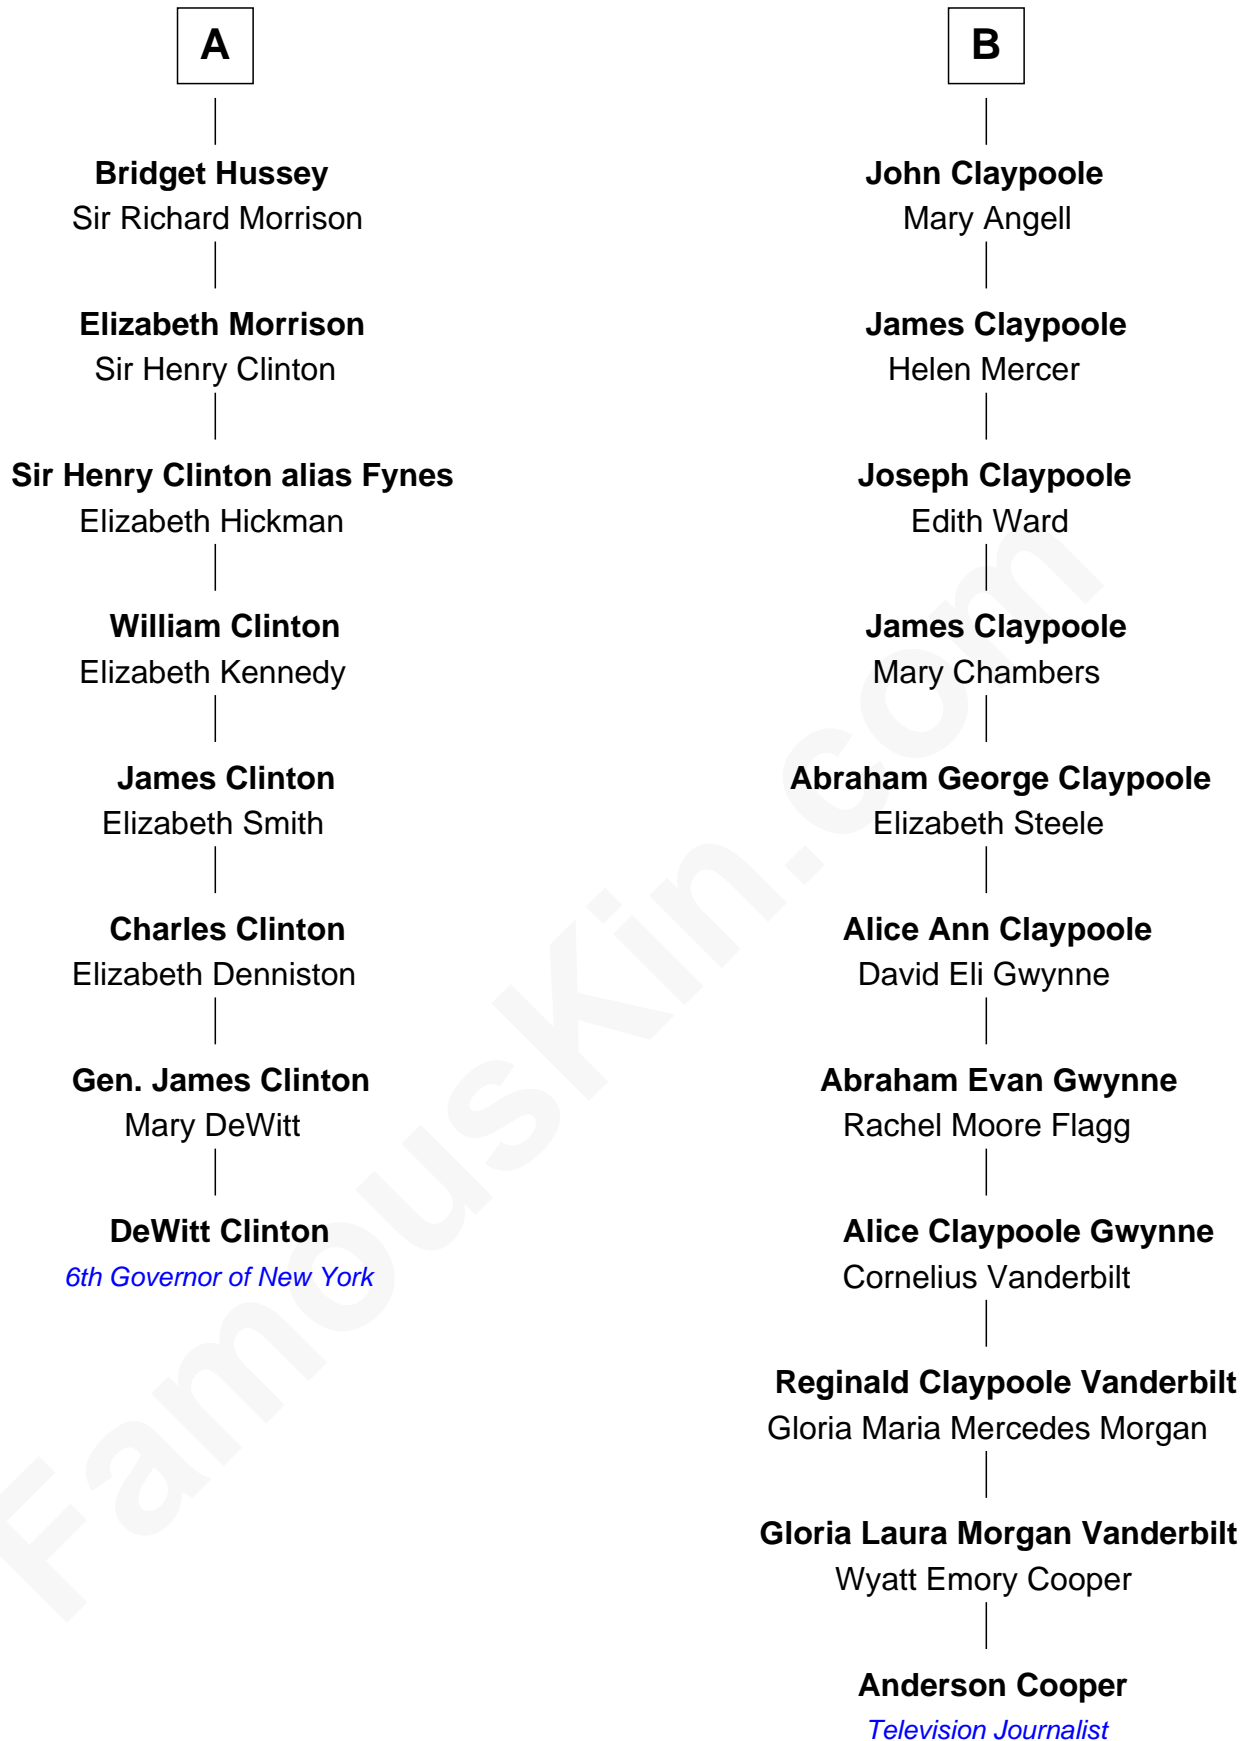 A
Bridget Hussey
Sir Richard Morrison
Elizabeth Morrison
Sir Henry Clinton
Sir Henry Clinton alias Fynes
Elizabeth Hickman
William Clinton
Elizabeth Kennedy
James Clinton
Elizabeth Smith
Charles Clinton
Elizabeth Denniston
Gen. James Clinton
Mary DeWitt
DeWitt Clinton
6th Governor of New York
B
John Claypoole
Mary Angell
James Claypoole
Helen Mercer
Joseph Claypoole
Edith Ward
James Claypoole
Mary Chambers
Abraham George Claypoole
Elizabeth Steele
Alice Ann Claypoole
David Eli Gwynne
Abraham Evan Gwynne
Rachel Moore Flagg
Alice Claypoole Gwynne
Cornelius Vanderbilt
Reginald Claypoole Vanderbilt
Gloria Maria Mercedes Morgan
Gloria Laura Morgan Vanderbilt
Wyatt Emory Cooper
Anderson Cooper
Television Journalist
FamousKin.com